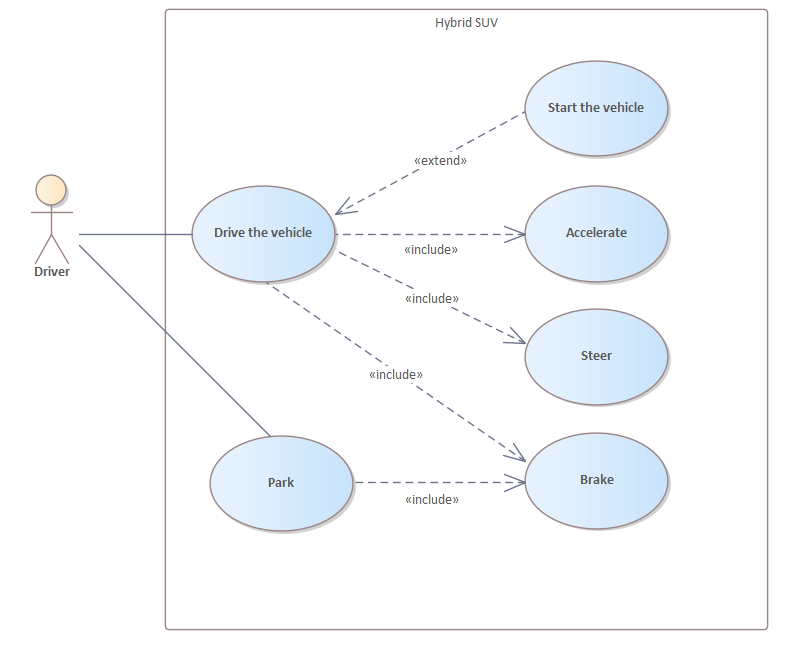 Hybrid SUV
Start the vehicle
«extend»
Drive the vehicle
Accelerate
«include»
Driver
«include»
Steer
«include»
Park
Brake
«include»